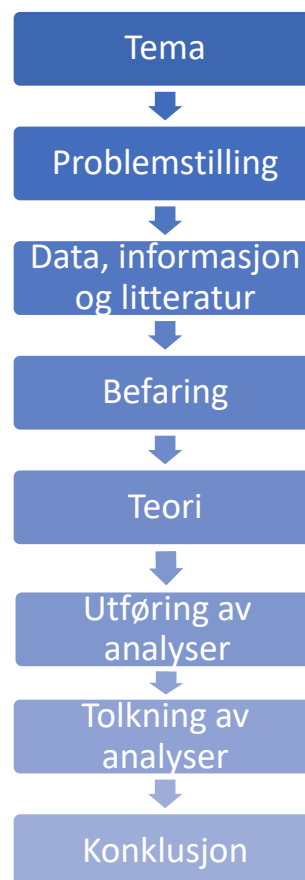 Tema
Problemstilling
Data, informasjon
og litteratur
Befaring
Teori
Utføring av
analyser
Tolkning av
analyser
Konklusjon